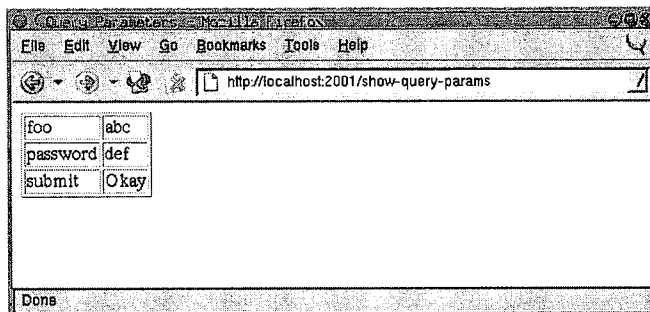 Query Parameters - Mozilla Firefox
File Edit View Go Bookmarks Tools Help
http://localhost:2001/show-query-params
foo abc
password def
submit Okay
Done